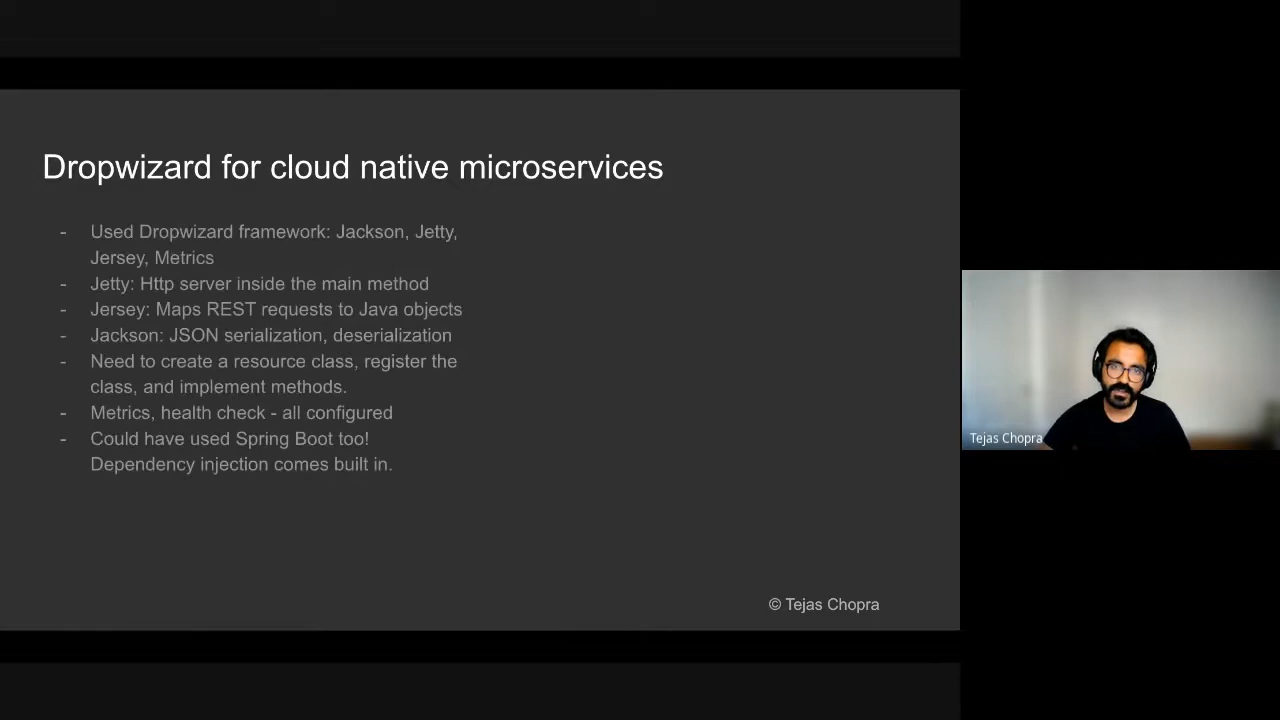 Dropwizard for cloud native microservices
- Used Dropwizard framework: Jackson, Jetty,
Jersey, Metrics
- Jetty: Http server inside the main method
- Jersey: Maps REST requests to Java objects
- Jackson: JSON serialization, deserialization
- Need to create a resource class, register the
class, and implement methods.
- Metrics, health check - all configured
- Could have used Spring Boot too!
Dependency injection comes built in.
© Tejas Chopra
Tejas Chopra